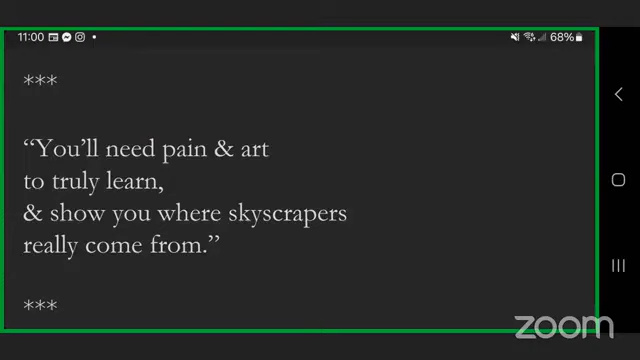 11:00 68%
***
“You’ll need pain & art
to truly learn,
& show you where skyscrapers
really come from.”
***
zoom